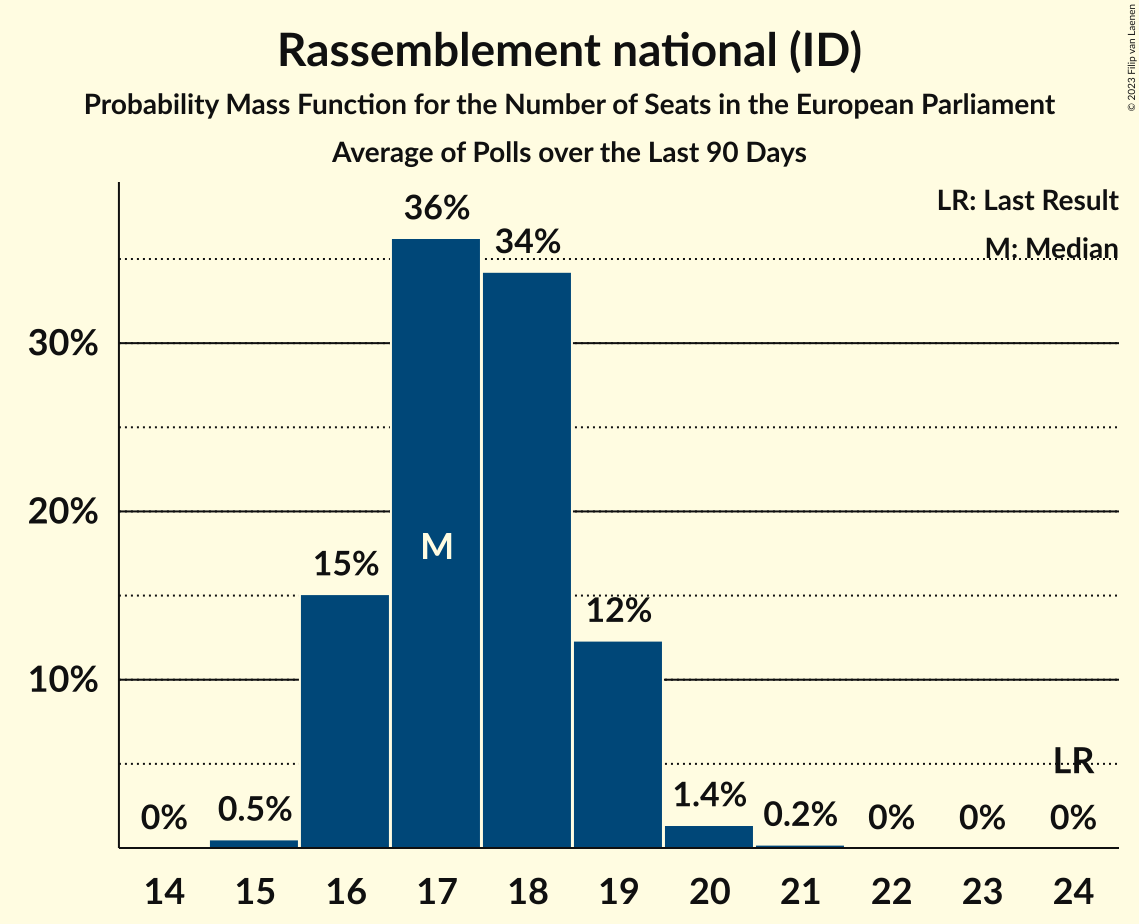 © 2023 Filip van Laenen
Rassemblement national (ID)
Probability Mass Function for the Number of Seats in the European Parliament
Average of Polls over the Last 90 Days
LR: Last Result
M: Median
36%
34%
30%
20%
M
15%
12%
10%
LR
0%
0.5%
1.4%
0.2%
0%
0%
0%
14 15 16 17 18 19 20 21 22 23 24